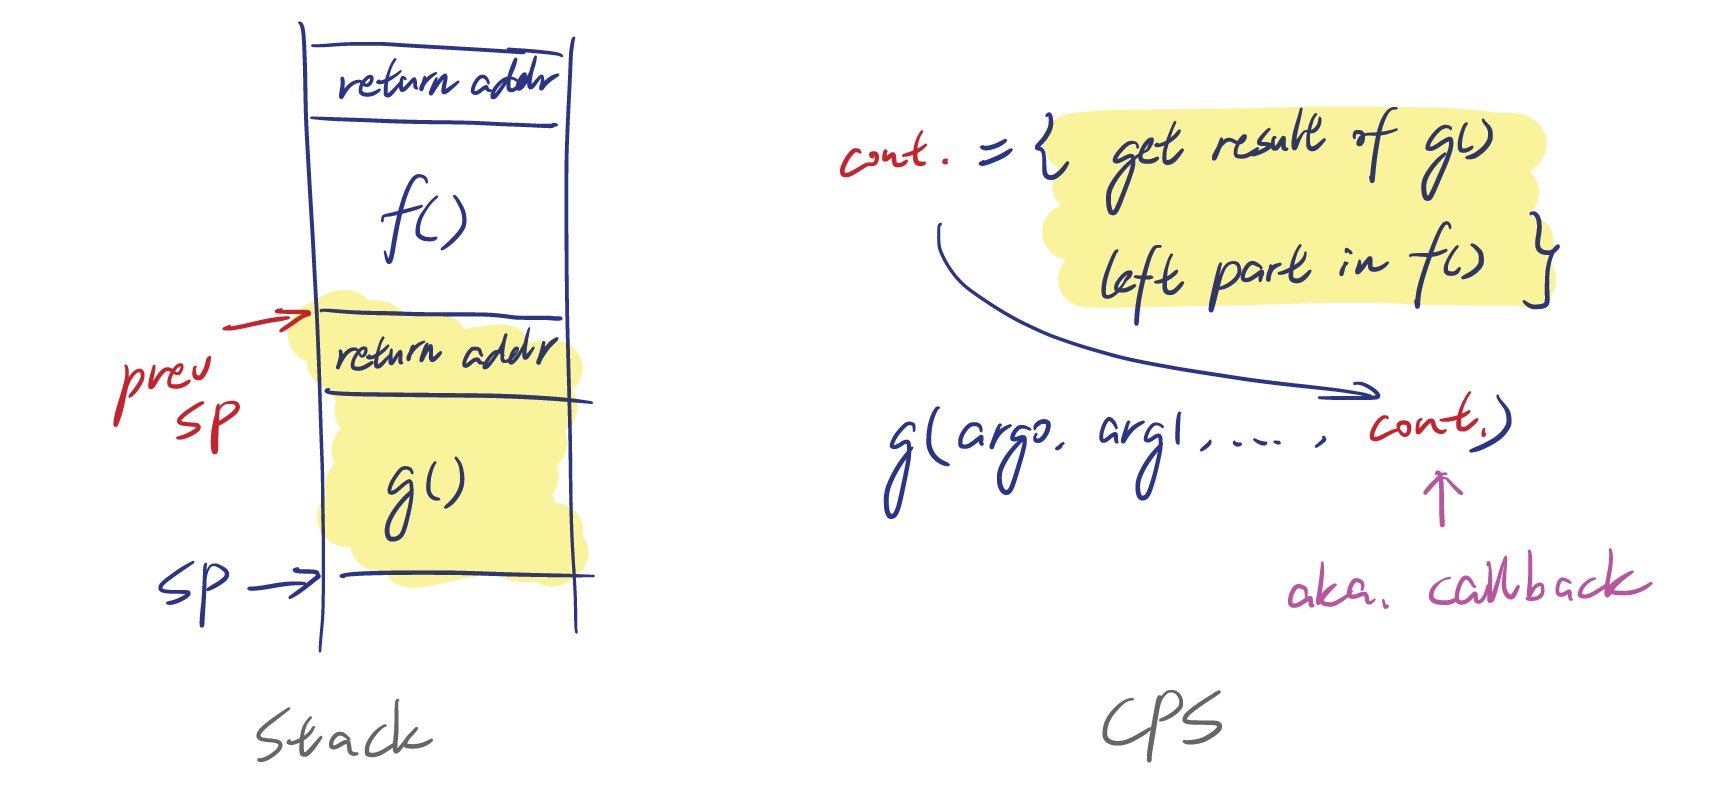 return addr
f()
prev
sp
return addr
g()
sp
stack
cont. = { get result of g()
left part in f() }
g(arg0, arg1, ...., cont.)
aka. callback
CPS